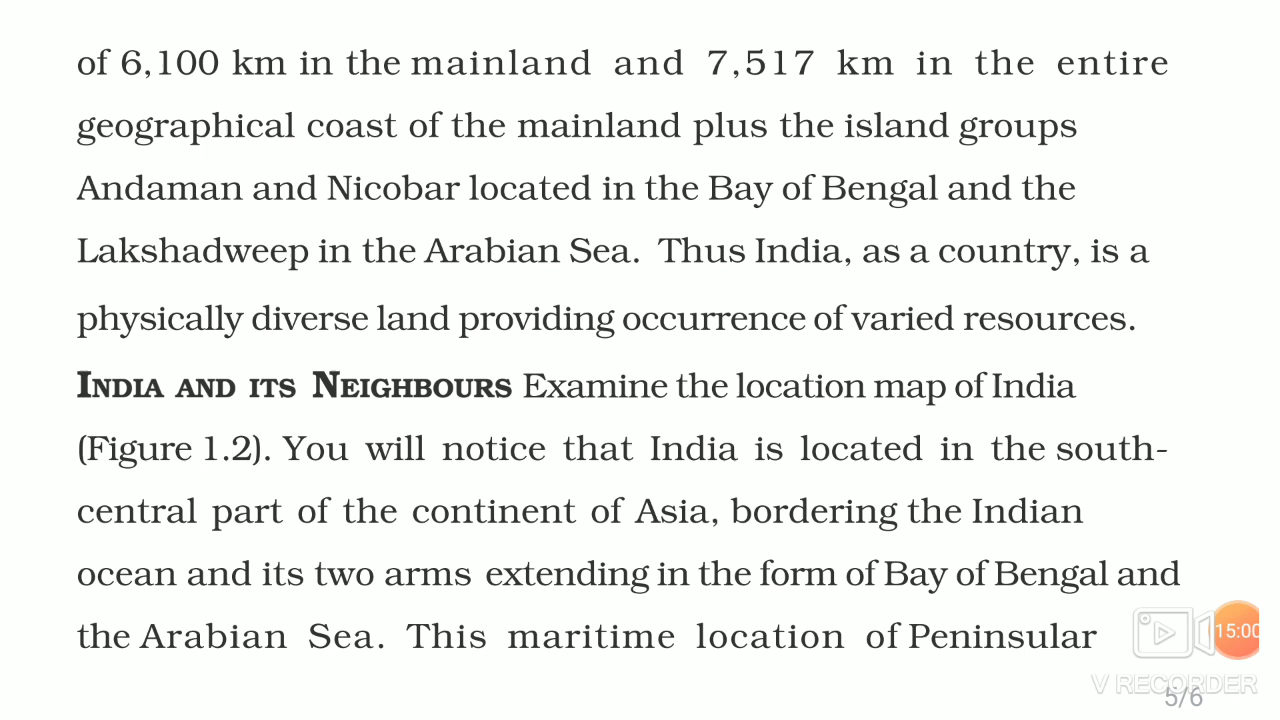 of 6,100 km in the mainland and 7,517 km in the entire
geographical coast of the mainland plus the island groups
Andaman and Nicobar located in the Bay of Bengal and the
Lakshadweep in the Arabian Sea. Thus India, as a country, is a
physically diverse land providing occurrence of varied resources.
INDIA AND ITS NEIGHBOURS Examine the location map of India
(Figure 1.2). You will notice that India is located in the south-
central part of the continent of Asia, bordering the Indian
ocean and its two arms extending in the form of Bay of Bengal and
the Arabian Sea. This maritime location of Peninsular
15:00
V RECORDER
5/6